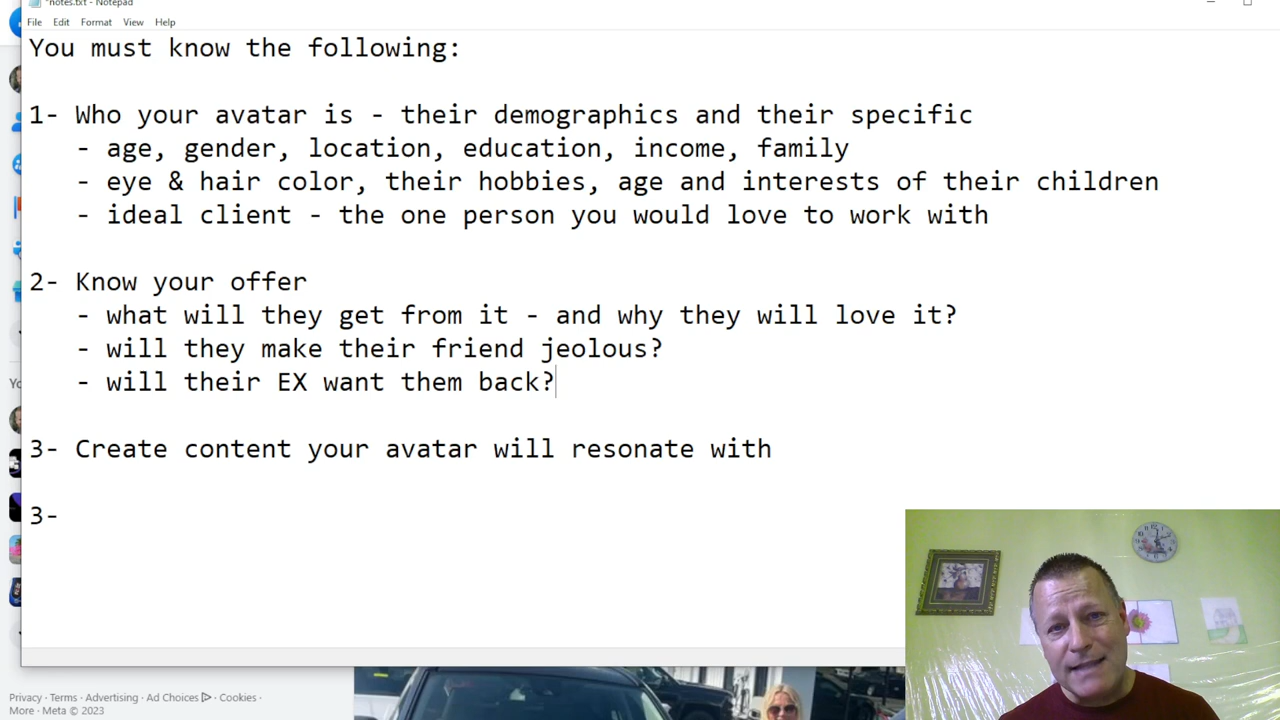 *notes.txt - Notepad
File Edit Format View Help
You must know the following:
1- Who your avatar is - their demographics and their specific
- age, gender, location, education, income, family
- eye & hair color, their hobbies, age and interests of their children
- ideal client - the one person you would love to work with
2- Know your offer
- what will they get from it - and why they will love it?
- will they make their friend jeolous?
- will their EX want them back?
3- Create content your avatar will resonate with
3-
Yo
Privacy · Terms · Advertising · Ad Choices · Cookies ·
More · Meta © 2023